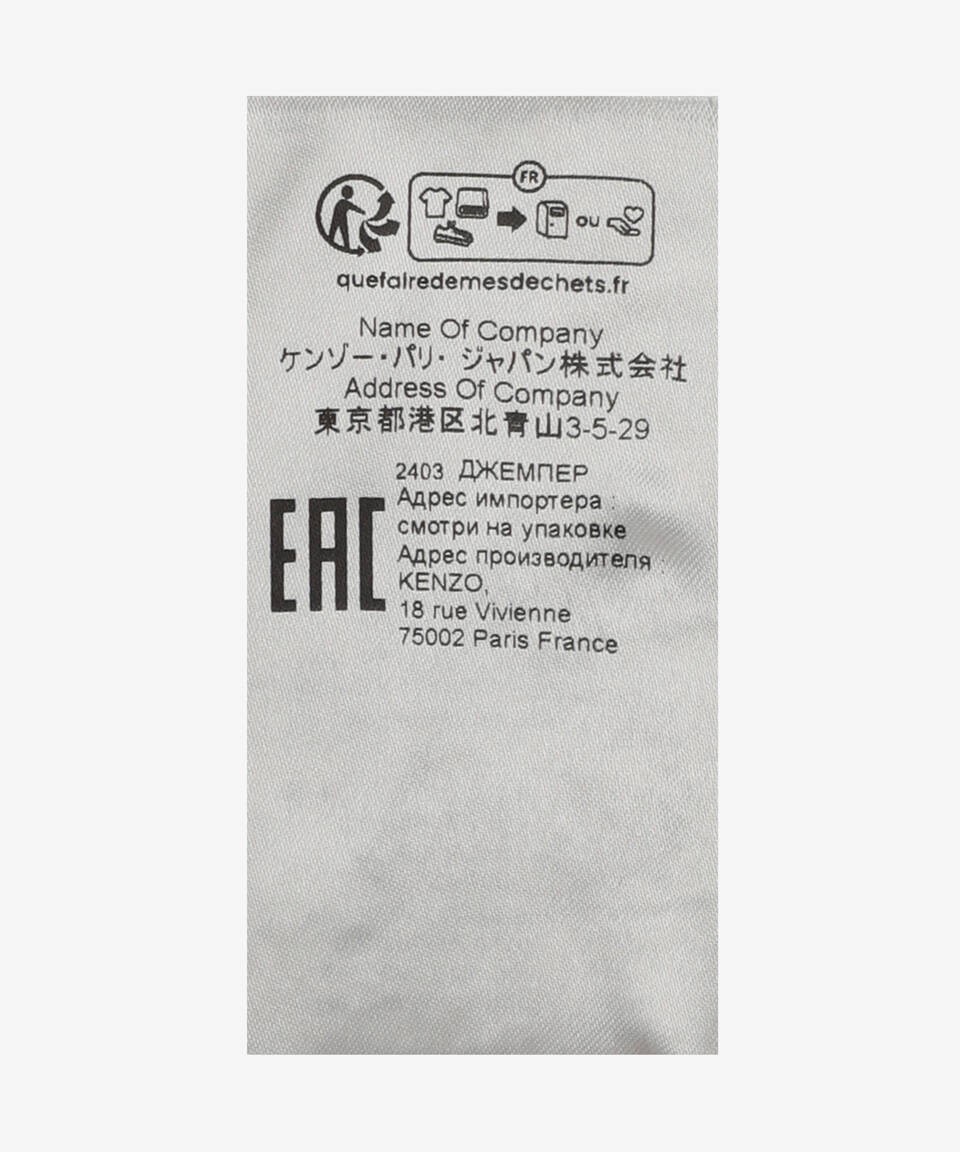 FR
ou
quefairedemesdechets.fr
Name Of Company
ケンゾー・パリ・ ジャパン株式会社
Address Of Company
東京都港区北青山3-5-29
2403 ДЖЕМПЕР
EAC
Адрес импортера :
смотри на упаковке
Адрес производителя :
KENZO,
18 rue Vivienne
75002 Paris France